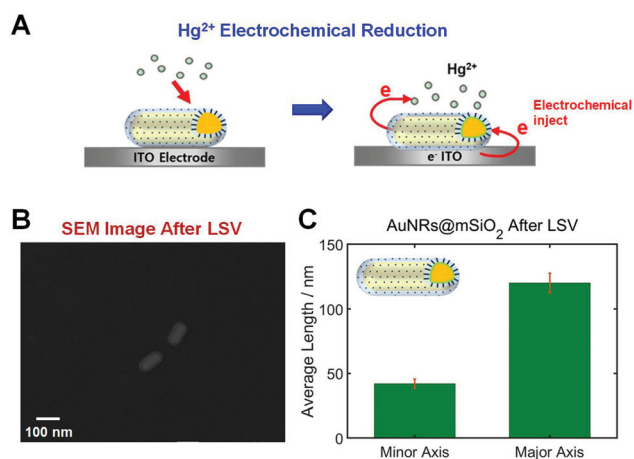 A
Hg²⁺ Electrochemical Reduction
ITO Electrode
Hg²⁺
e
e
Electrochemical
inject
e⁻ ITO
B
SEM Image After LSV
100 nm
C
AuNRs@mSiO₂ After LSV
Average Length / nm
150
100
50
0
Minor Axis
Major Axis